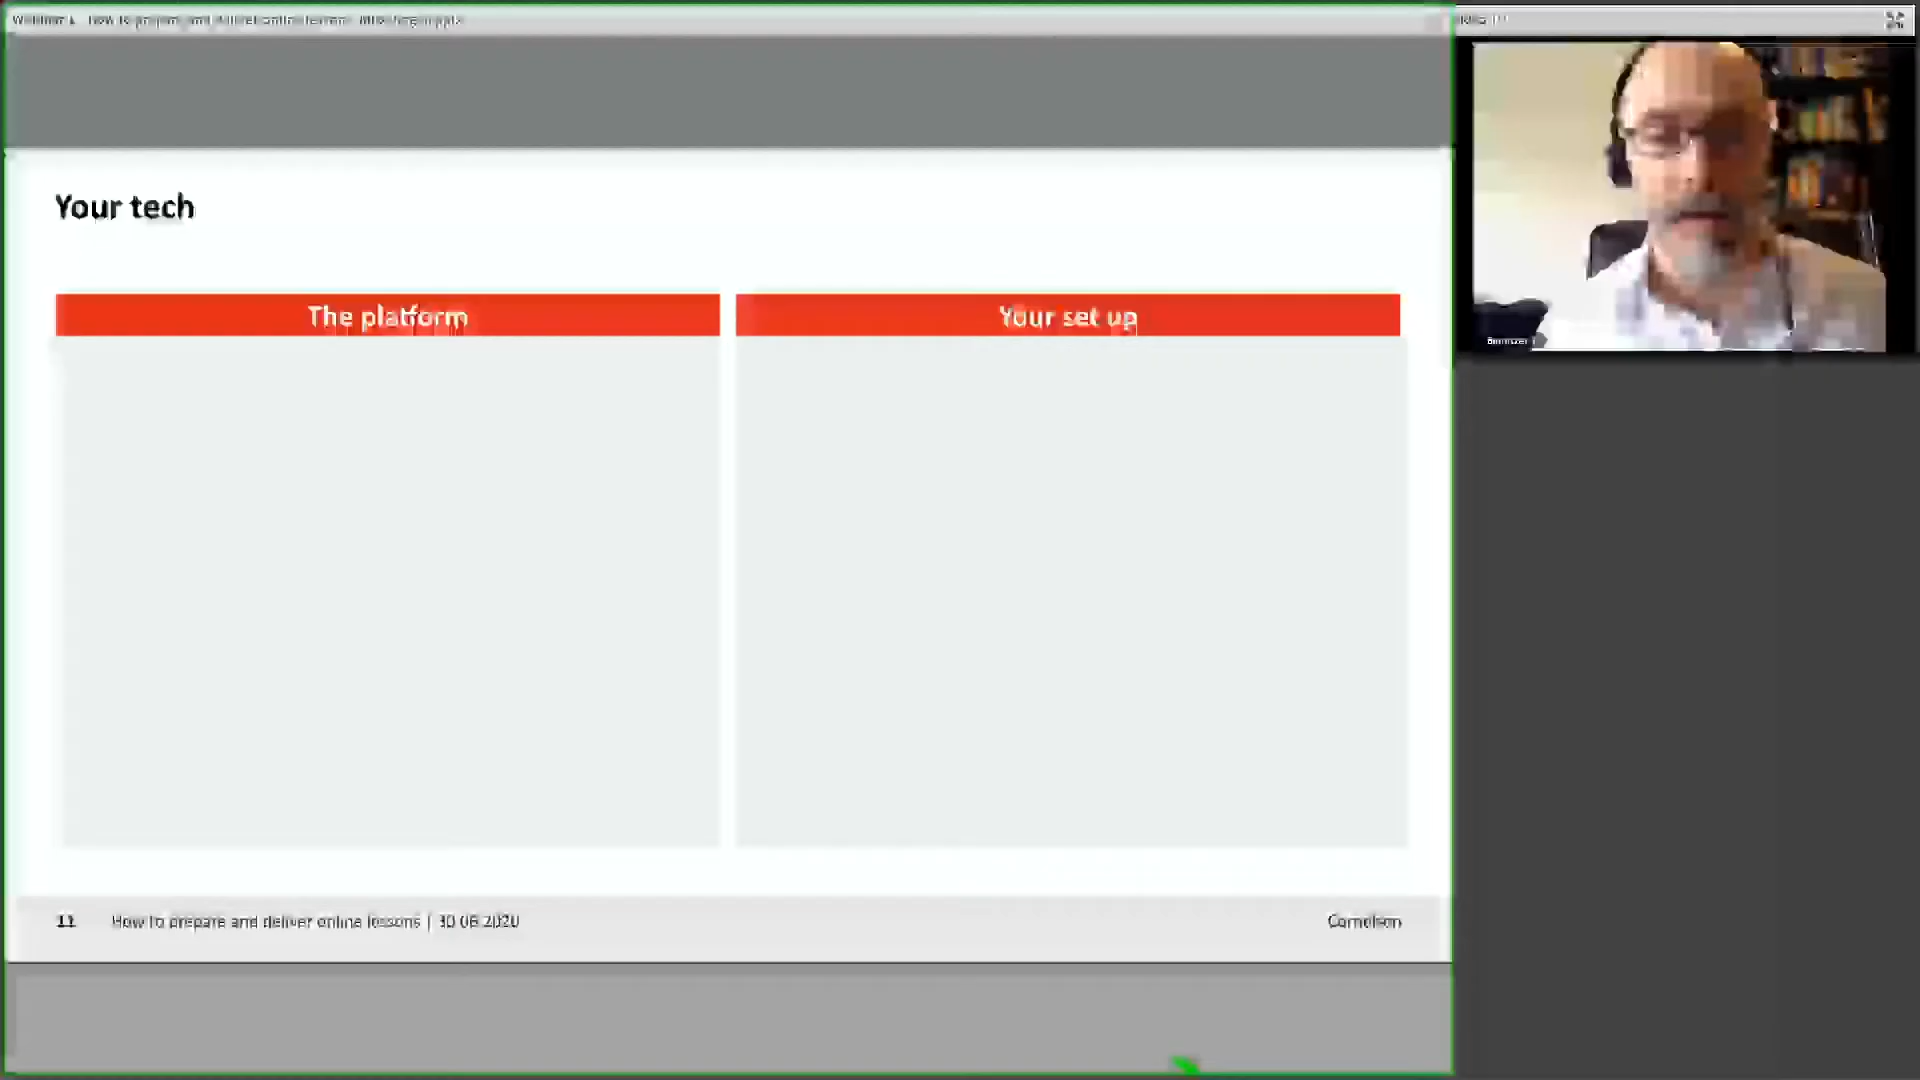 Your tech
The platform
Your set up
11 How to prepare and deliver online lessons | 30.06.2020
Cornelsen